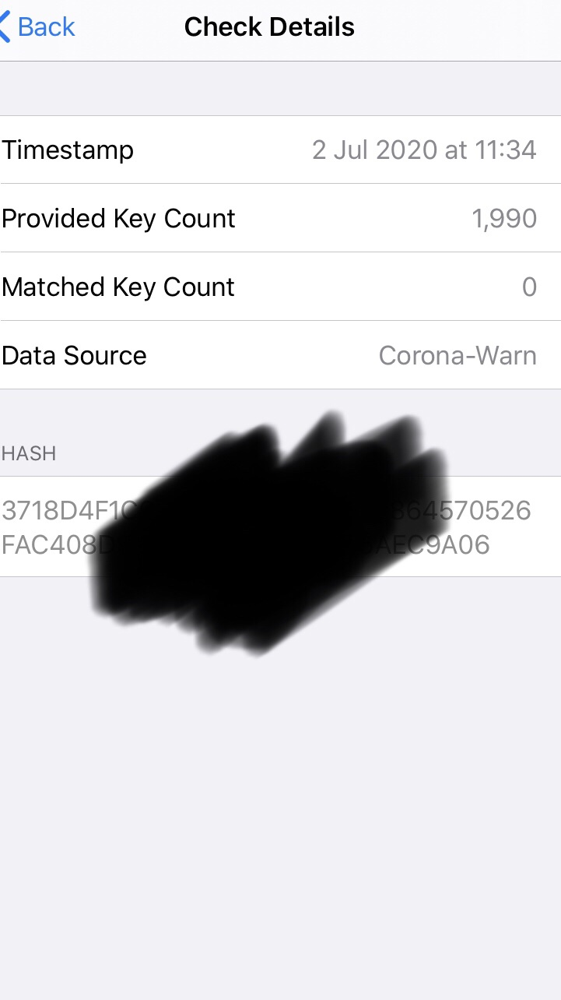 Back
Check Details
Timestamp 2 Jul 2020 at 11:34
Provided Key Count 1,990
Matched Key Count 0
Data Source Corona-Warn
HASH
3718D4F1 364570526
FAC408D AEC9A06